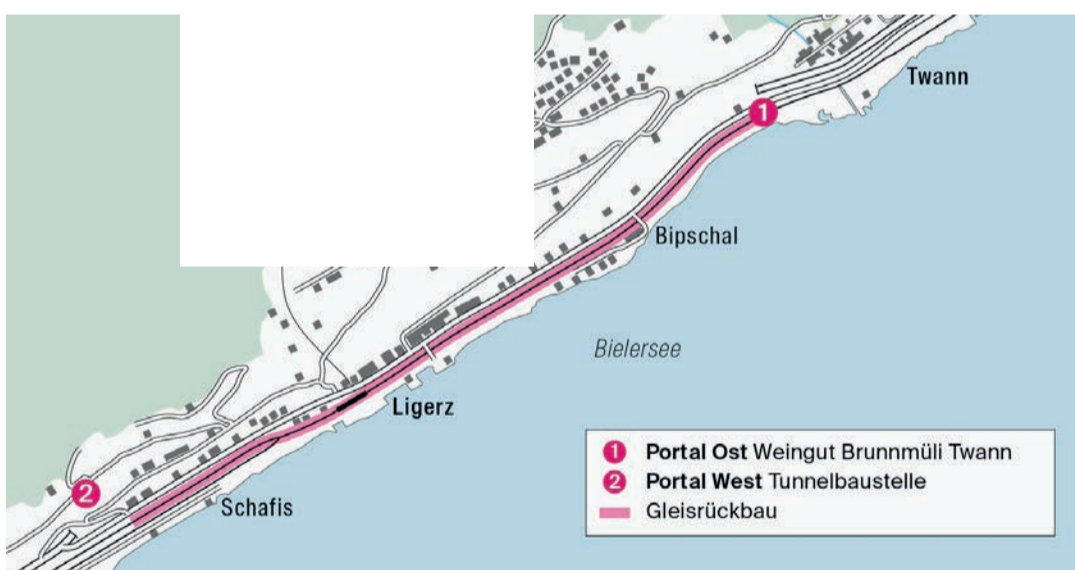 Twann
1
Bipschal
Bielersee
Ligerz
2
Schafis
1 Portal Ost Weingut Brunnmüli Twann
2 Portal West Tunnelbaustelle
Gleisrückbau